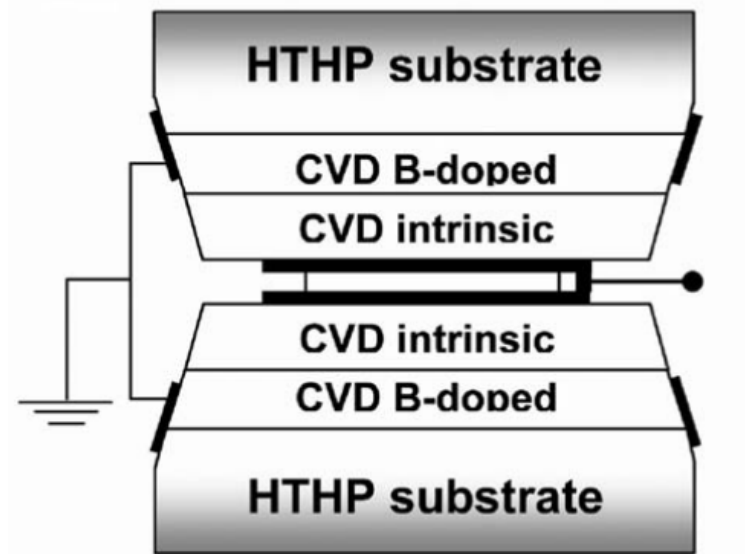 HTHP substrate
CVD B-doped
CVD intrinsic
CVD intrinsic
CVD B-doped
HTHP substrate